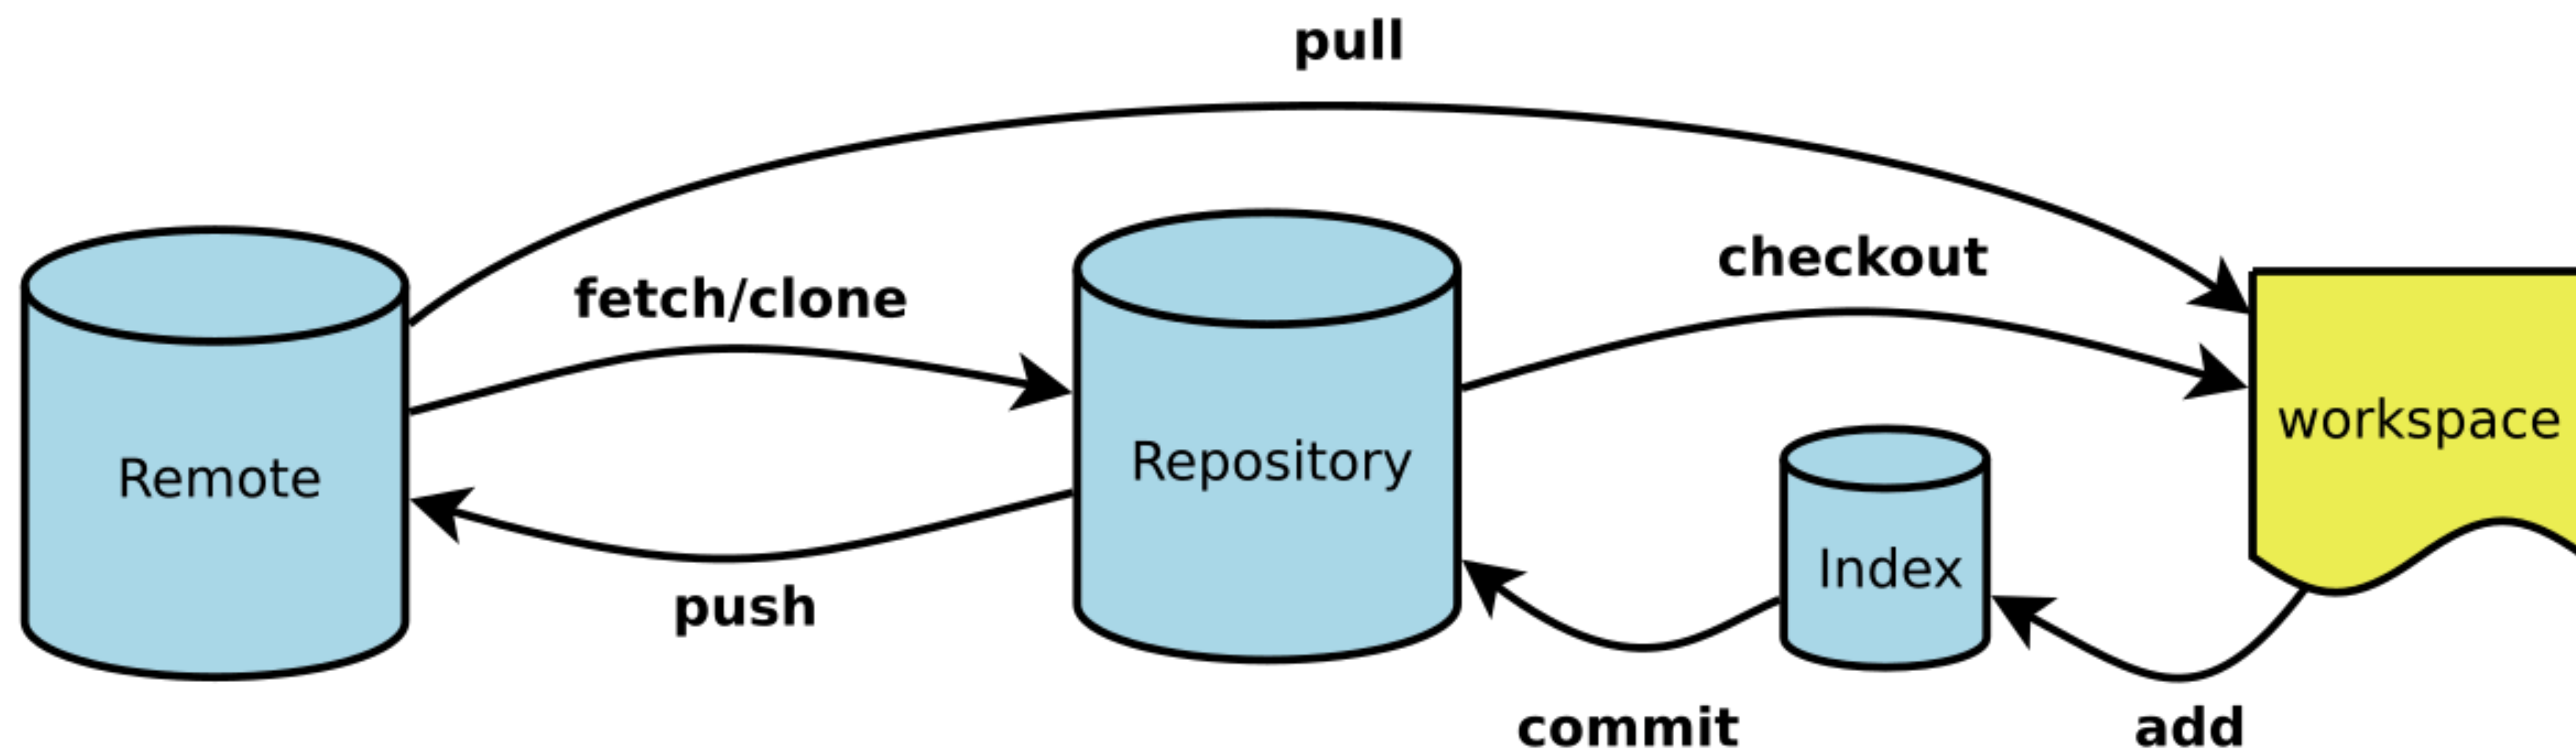 pull
fetch/clone
checkout
Remote
Repository
workspace
Index
push
commit
add